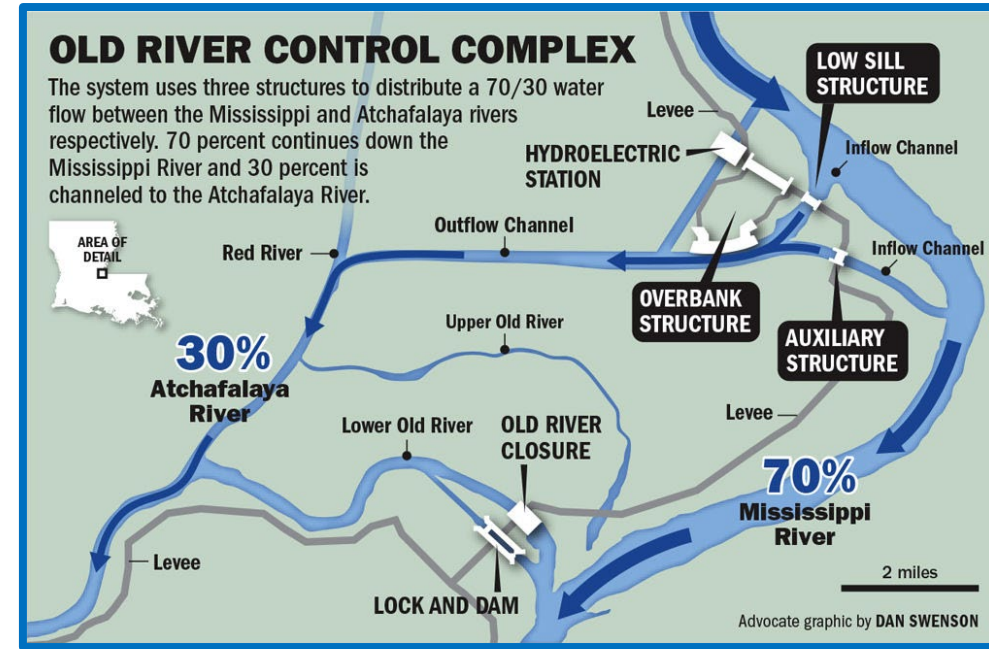 OLD RIVER CONTROL COMPLEX
The system uses three structures to distribute a 70/30 water
flow between the Mississippi and Atchafalaya rivers
respectively. 70 percent continues down the
Mississippi River and 30 percent is
channeled to the Atchafalaya River.
LOW SILL
STRUCTURE
Levee
HYDROELECTRIC
STATION
Inflow Channel
AREA OF
DETAIL
Red River
Outflow Channel
Inflow Channel
OVERBANK
STRUCTURE
AUXILIARY
STRUCTURE
Upper Old River
30%
Atchafalaya
River
Lower Old River
OLD RIVER
CLOSURE
Levee
70%
Mississippi
River
Levee
LOCK AND DAM
2 miles
Advocate graphic by DAN SWENSON